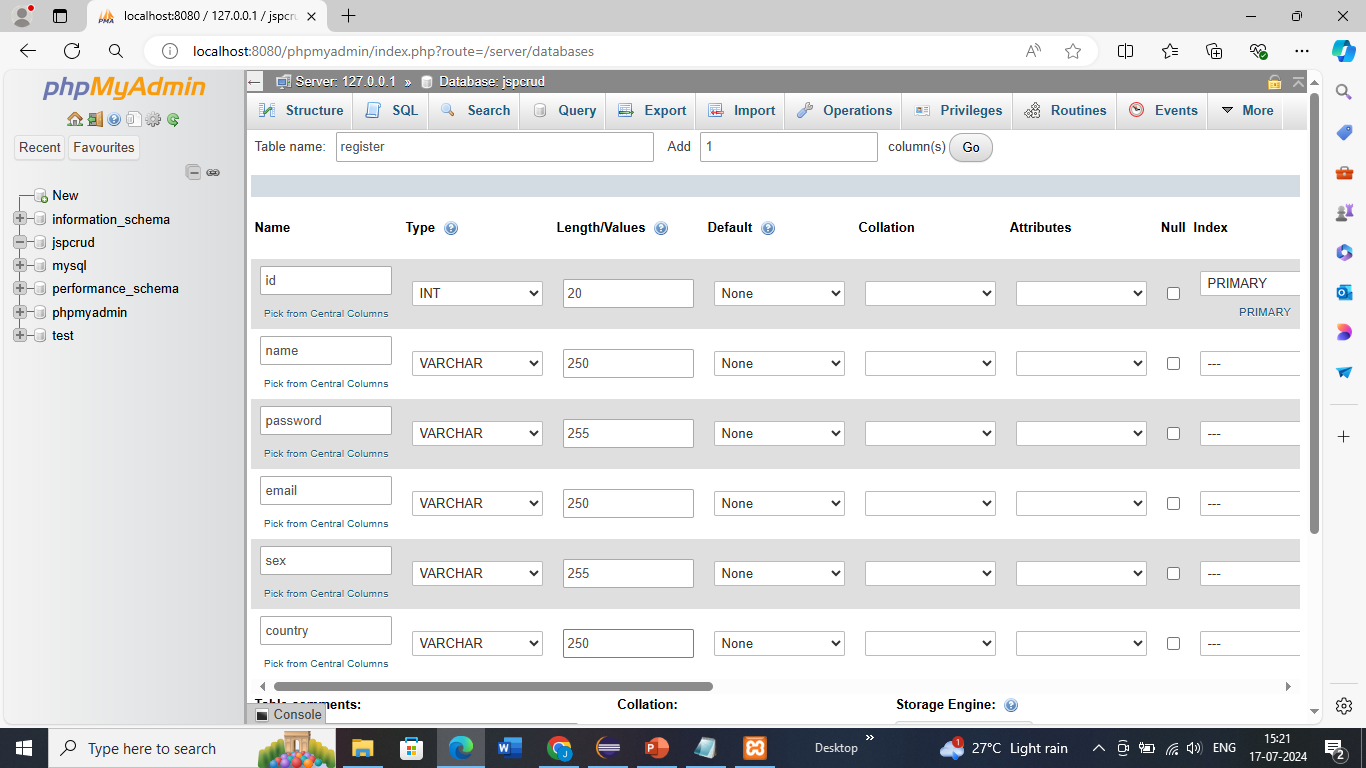 localhost:8080 / 127.0.0.1 / jspcr
localhost:8080/phpmyadmin/index.php?route=/server/databases
phpMyAdmin
Recent Favourites
New
information_schema
jspcrud
mysql
performance_schema
phpmyadmin
test
Server: 127.0.0.1 » Database: jspcrud
Structure SQL Search Query Export Import Operations Privileges Routines Events More
Table name: register Add 1 column(s) Go
Name Type Length/Values Default Collation Attributes Null Index
id INT 20 None PRIMARY
Pick from Central Columns PRIMARY
name VARCHAR 250 None ---
Pick from Central Columns
password VARCHAR 255 None ---
Pick from Central Columns
email VARCHAR 250 None ---
Pick from Central Columns
sex VARCHAR 255 None ---
Pick from Central Columns
country VARCHAR 250 None ---
Pick from Central Columns
Table comments: Collation: Storage Engine:
Console
Type here to search
Desktop
1
27°C Light rain
ENG
15:21
17-07-2024
2